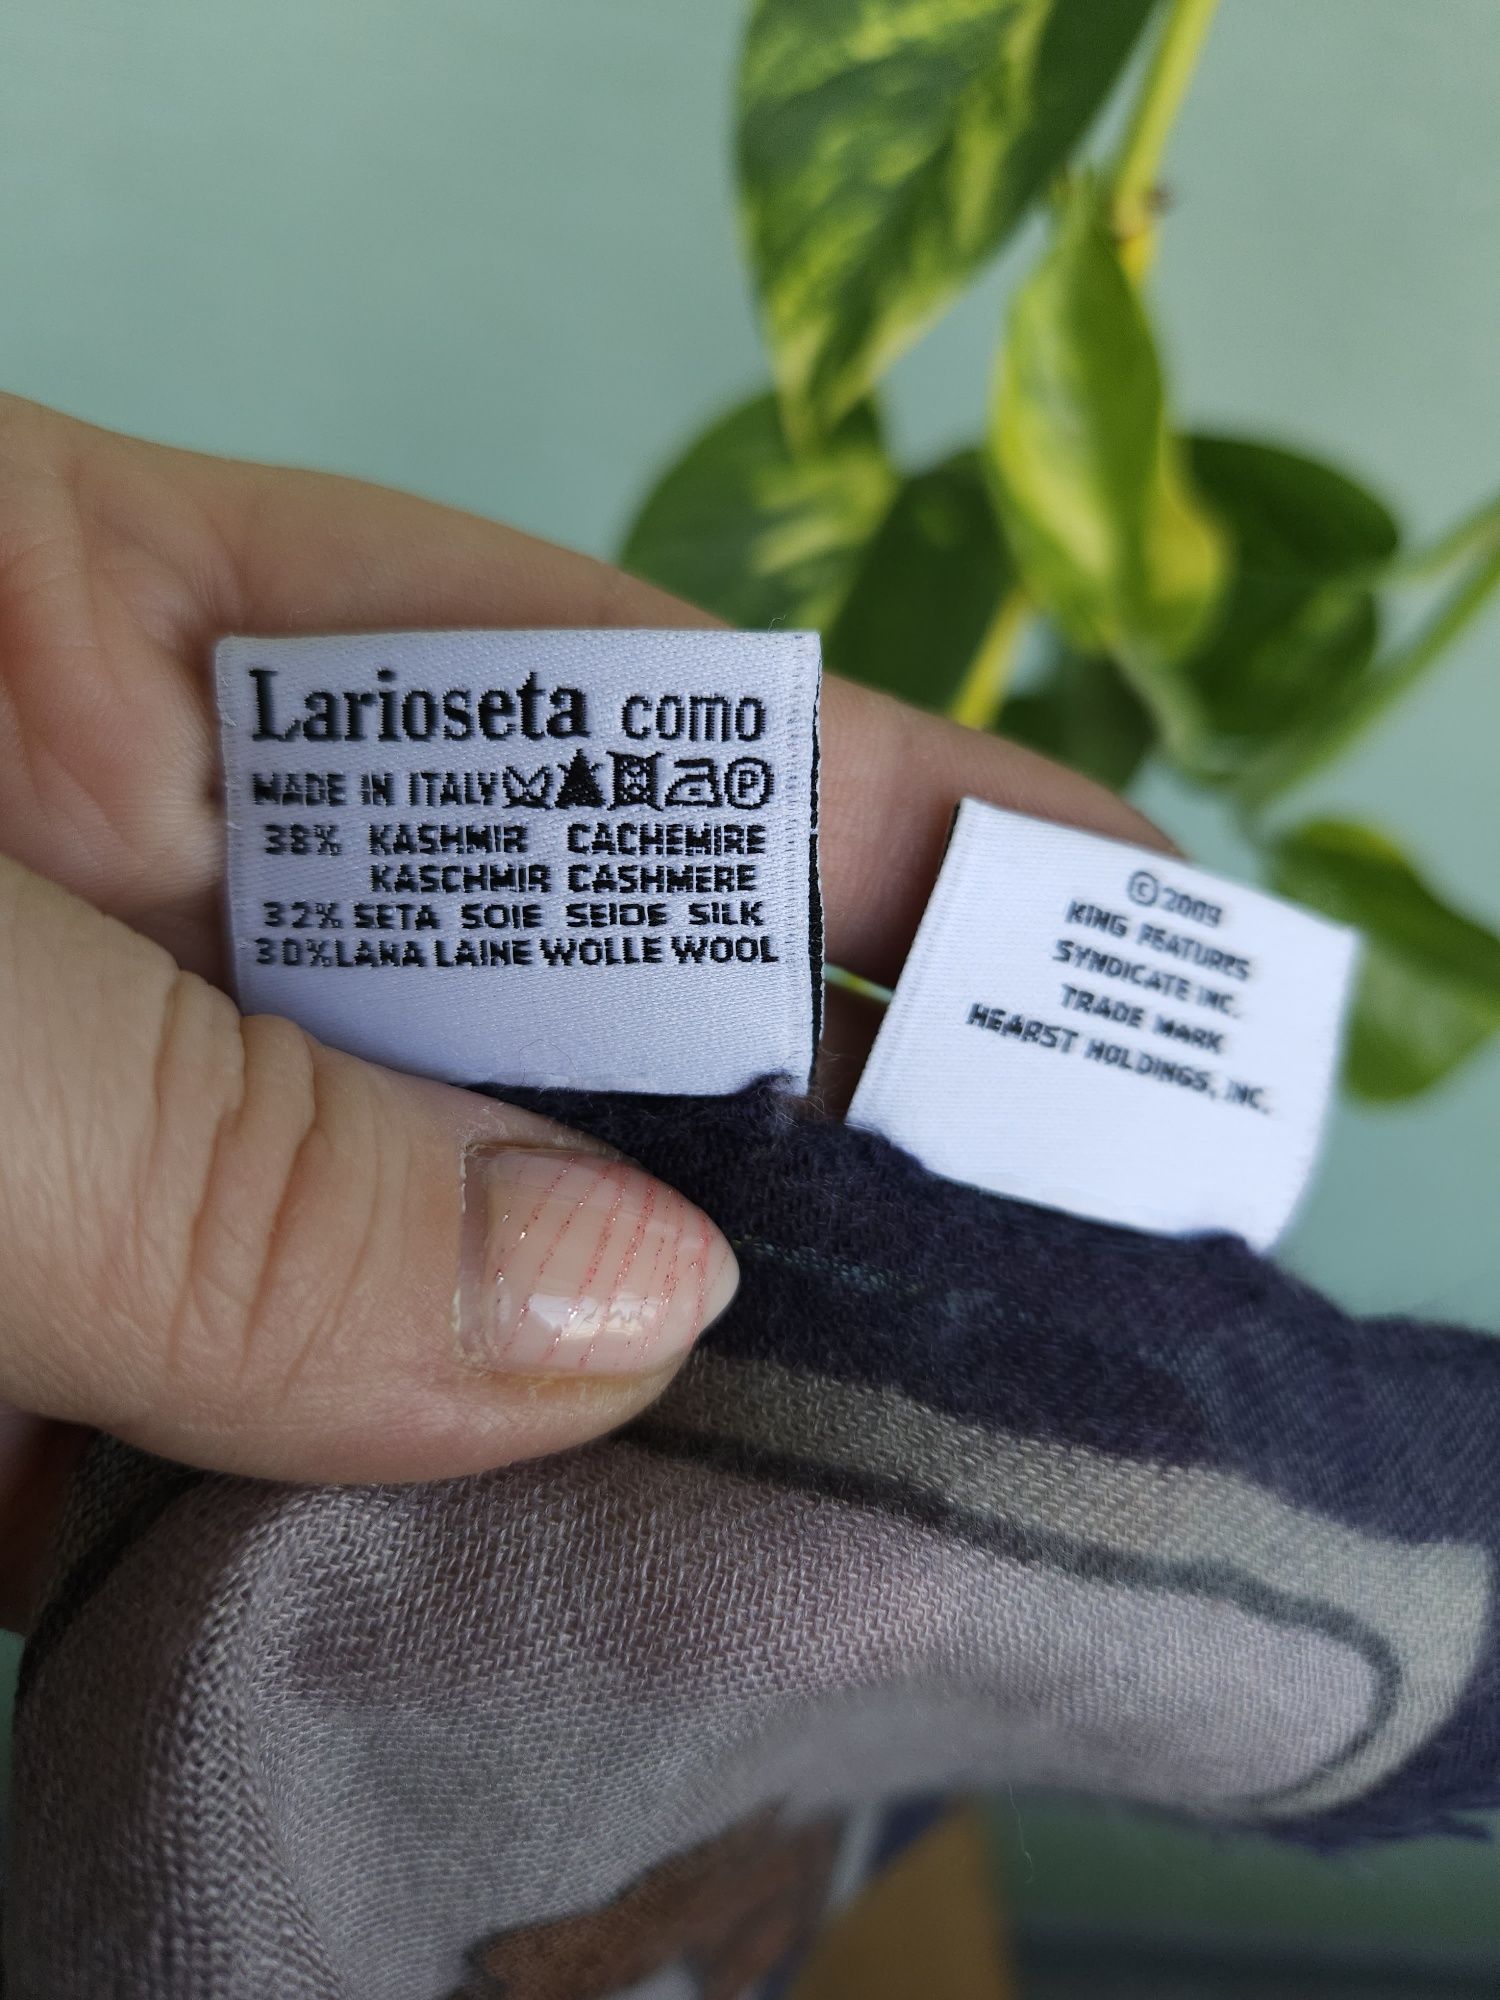 Larioseta como
MADE IN ITALY P
38% KASHMIR CACHEMIRE
KASCHMIR CASHMERE
32% SETA SOIE SEIDE SILK
30% LANA LAINE WOLLE WOOL
©2009
KING FEATURES
SYNDICATE INC.
TRADE MARK
HEARST HOLDINGS, INC.